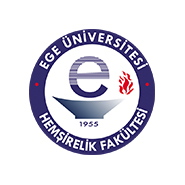 EGE ÜNİVERSİTESİ
e
1955
HEMŞİRELİK FAKÜLTESİ